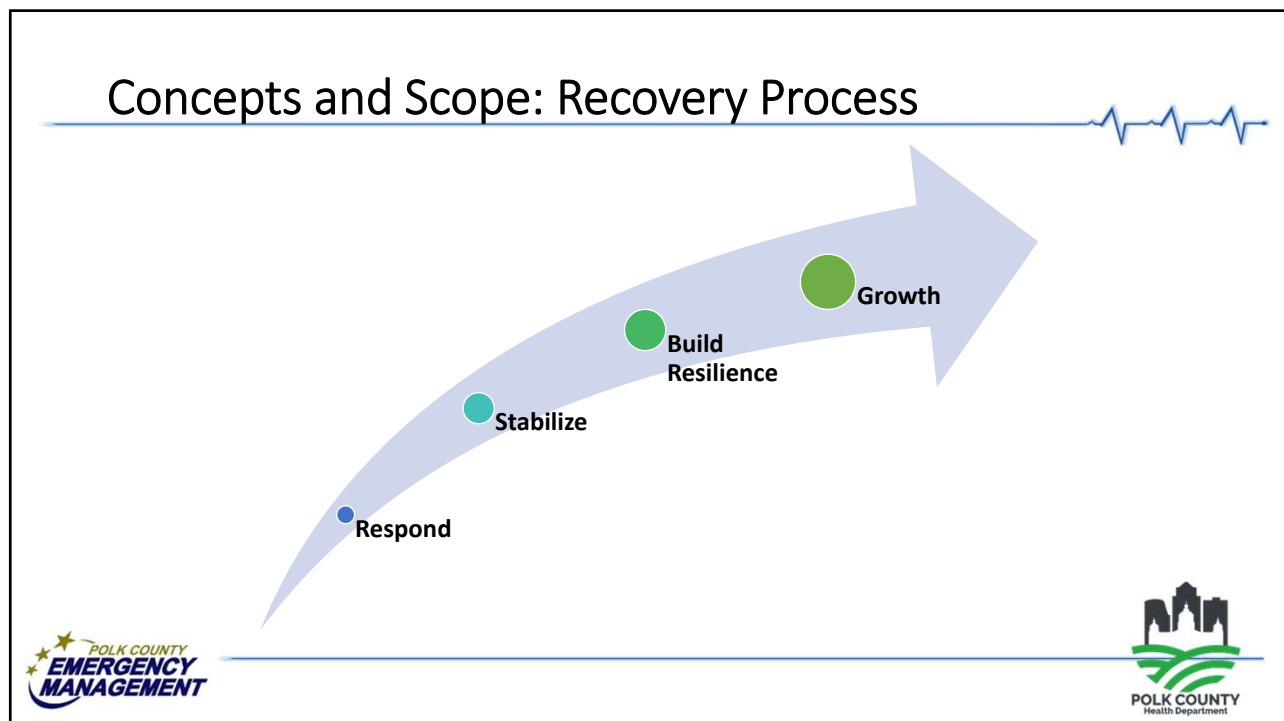 Concepts and Scope: Recovery Process
Growth
Build
Resilience
Stabilize
Respond
POLK COUNTY
EMERGENCY
MANAGEMENT
POLK COUNTY
Health Department